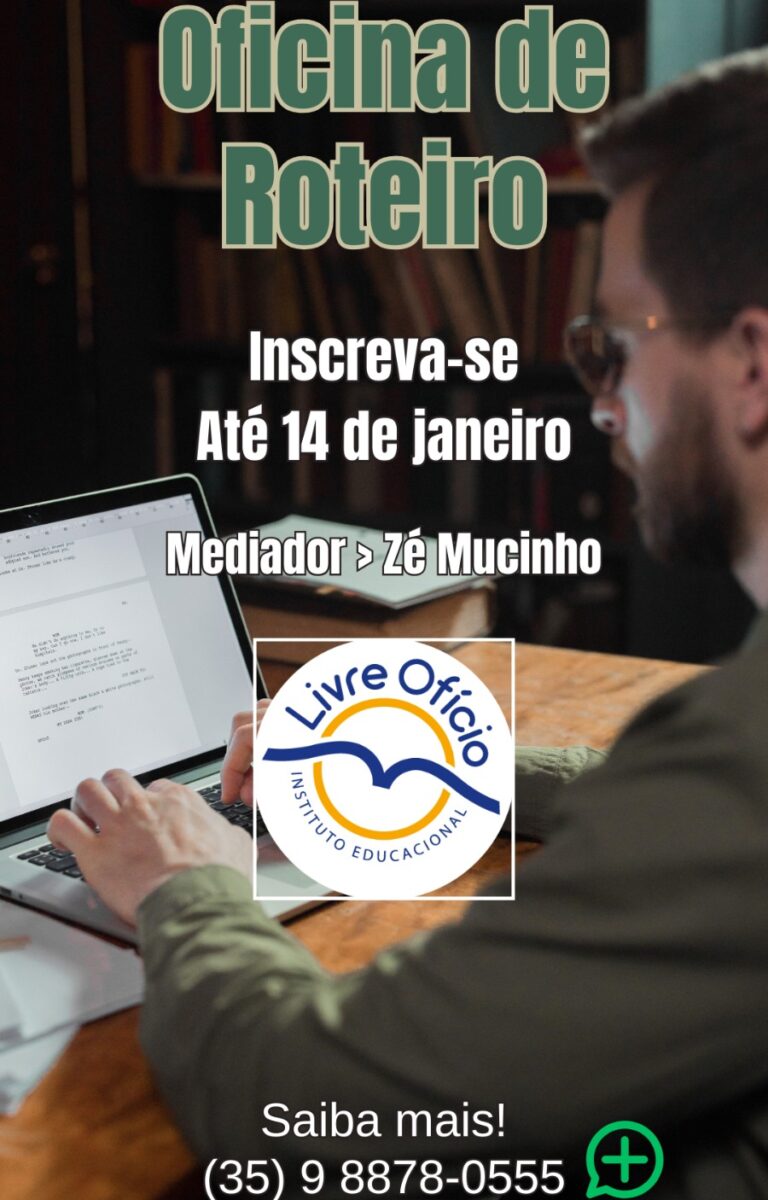 Oficina de
Roteiro
Inscreva-se
Até 14 de janeiro
Mediador > Zé Mucinho
Livre Ofício
INSTITUTO EDUCACIONAL
Saiba mais!
(35) 9 8878-0555